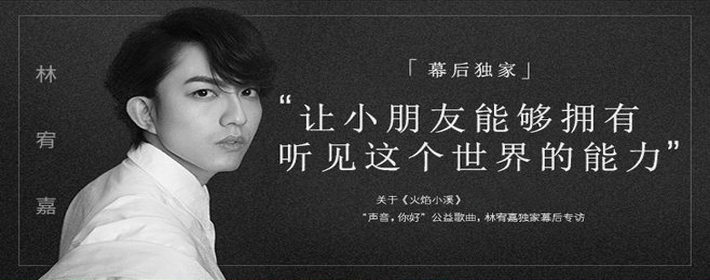 林宥嘉
「幕后独家」
“让小朋友能够拥有
听见这个世界的能力”
关于《火焰小溪》
“声音，你好”公益歌曲，林宥嘉独家幕后专访